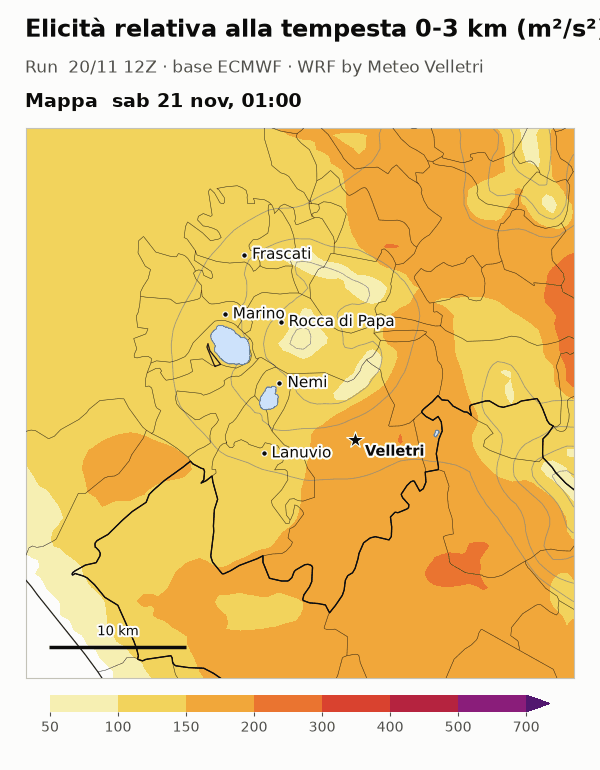 Elicità relativa alla tempesta 0-3 km (m²/s²)
Run 20/11 12Z · base ECMWF · WRF by Meteo Velletri
Mappa sab 21 nov, 01:00
Frascati
Marino
Rocca di Papa
Nemi
Lanuvio
Velletri
10 km
50 100 150 200 300 400 500 700